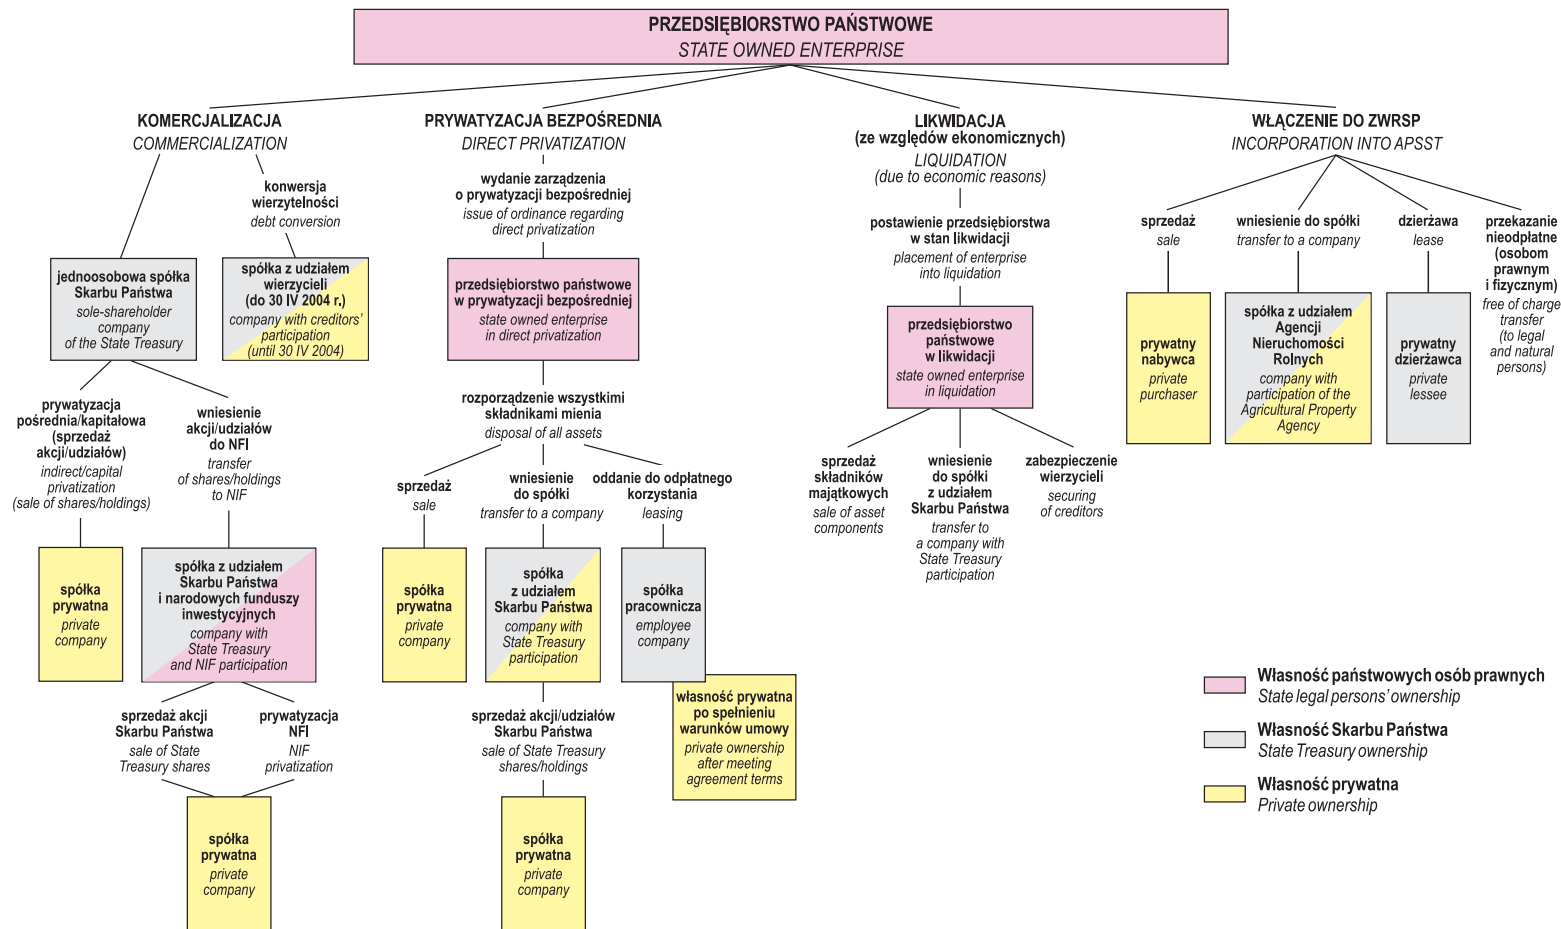 PRZEDSIĘBIORSTWO PAŃSTWOWE
STATE OWNED ENTERPRISE
KOMERCJALIZACJA
COMMERCIALIZATION
konwersja
wierzytelności
debt conversion
jednoosobowa spółka
Skarbu Państwa
sole-shareholder
company
of the State Treasury
spółka z udziałem
wierzycieli
(do 30 IV 2004 r.)
company with creditors'
participation
(until 30 IV 2004)
prywatyzacja
pośrednia/kapitałowa
(sprzedaż
akcji/udziałów)
indirect/capital
privatization
(sale of shares/holdings)
wniesienie
akcji/udziałów
do NFI
transfer
of shares/holdings
to NIF
spółka
prywatna
private
company
spółka z udziałem
Skarbu Państwa
i narodowych funduszy
inwestycyjnych
company with
State Treasury
and NIF participation
sprzedaż akcji
Skarbu Państwa
sale of State
Treasury shares
prywatyzacja
NFI
NIF
privatization
spółka
prywatna
private
company
PRYWATYZACJA BEZPOŚREDNIA
DIRECT PRIVATIZATION
wydanie zarządzenia
o prywatyzacji bezpośredniej
issue of ordinance regarding
direct privatization
przedsiębiorstwo państwowe
w prywatyzacji bezpośredniej
state owned enterprise
in direct privatization
rozporządzenie wszystkimi
składnikami mienia
disposal of all assets
sprzedaż
sale
wniesienie
do spółki
transfer to a company
oddanie do odpłatnego
korzystania
leasing
spółka
prywatna
private
company
spółka
z udziałem
Skarbu Państwa
company with
State Treasury
participation
spółka
pracownicza
employee
company
sprzedaż akcji/udziałów
Skarbu Państwa
sale of State Treasury
shares/holdings
własność prywatna
po spełnieniu
warunków umowy
private ownership
after meeting
agreement terms
spółka
prywatna
private
company
LIKWIDACJA
(ze względów ekonomicznych)
LIQUIDATION
(due to economic reasons)
postawienie przedsiębiorstwa
w stan likwidacji
placement of enterprise
into liquidation
przedsiębiorstwo
państwowe
w likwidacji
state owned enterprise
in liquidation
sprzedaż
składników
majątkowych
sale of asset
components
wniesienie
do spółki
z udziałem
Skarbu Państwa
transfer to
a company with
State Treasury
participation
zabezpieczenie
wierzycieli
securing
of creditors
WŁĄCZENIE DO ZWRSP
INCORPORATION INTO APSST
sprzedaż
sale
wniesienie do spółki
transfer to a company
dzierżawa
lease
przekazanie
nieodpłatne
(osobom
prawnym
i fizycznym)
free of charge
transfer
(to legal
and natural
persons)
prywatny
nabywca
private
purchaser
spółka z udziałem
Agencji
Nieruchomości
Rolnych
company with
participation of the
Agricultural Property
Agency
prywatny
dzierżawca
private
lessee
Własność państwowych osób prawnych
State legal persons' ownership
Własność Skarbu Państwa
State Treasury ownership
Własność prywatna
Private ownership